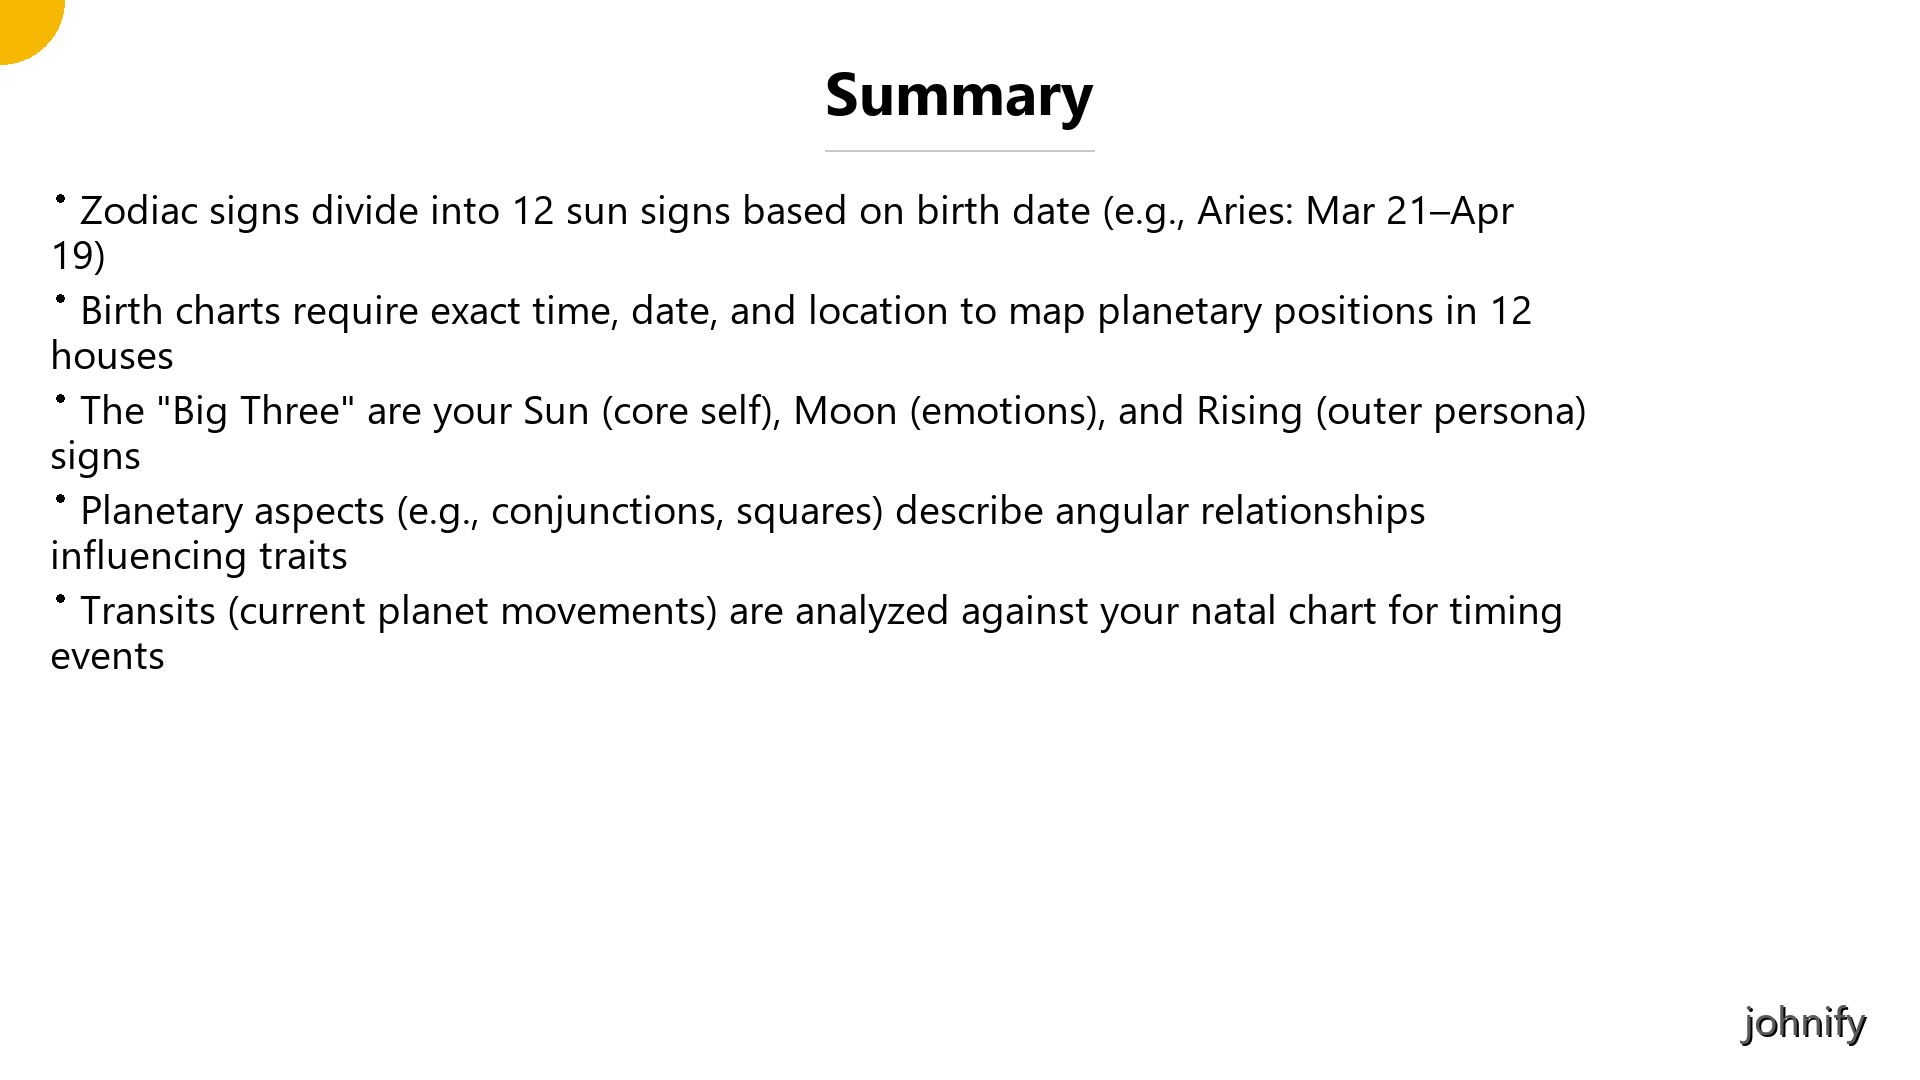 Summary
• Zodiac signs divide into 12 sun signs based on birth date (e.g., Aries: Mar 21–Apr
19)
• Birth charts require exact time, date, and location to map planetary positions in 12
houses
• The "Big Three" are your Sun (core self), Moon (emotions), and Rising (outer persona)
signs
• Planetary aspects (e.g., conjunctions, squares) describe angular relationships
influencing traits
• Transits (current planet movements) are analyzed against your natal chart for timing
events
johnify